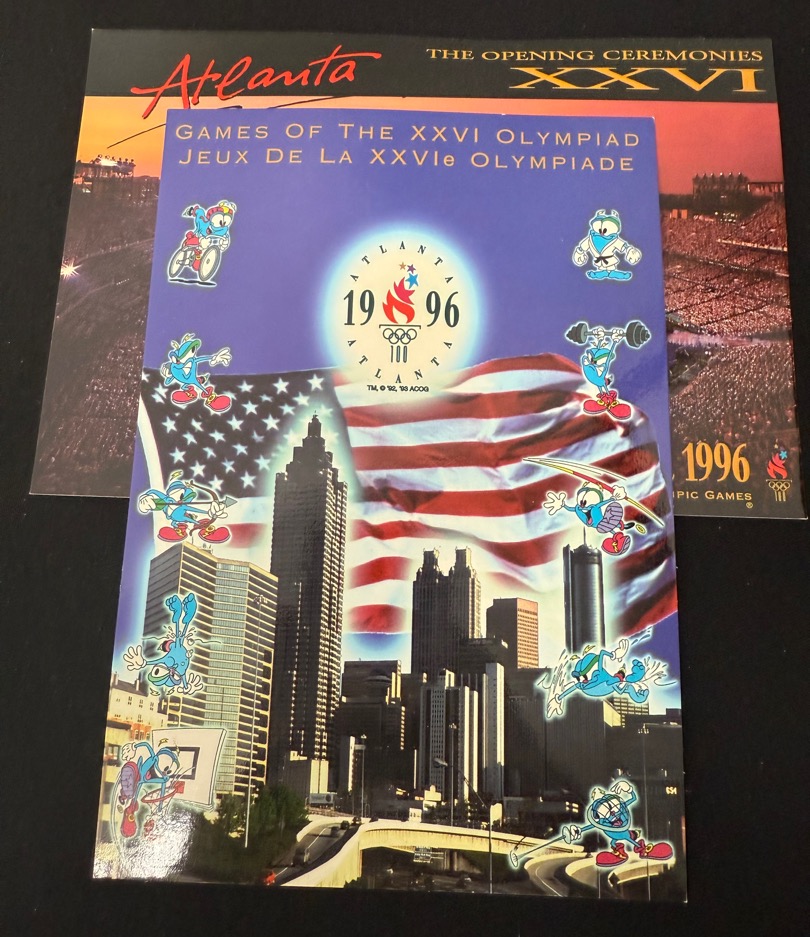 Atlanta
THE OPENING CEREMONIES
XXVI
GAMES OF THE XXVI OLYMPIAD
JEUX DE LA XXVIe OLYMPIADE
ATLANTA
1996
ATLANTA
TM, © '92, '93 ACOG
, 1996
PIC GAMES
®